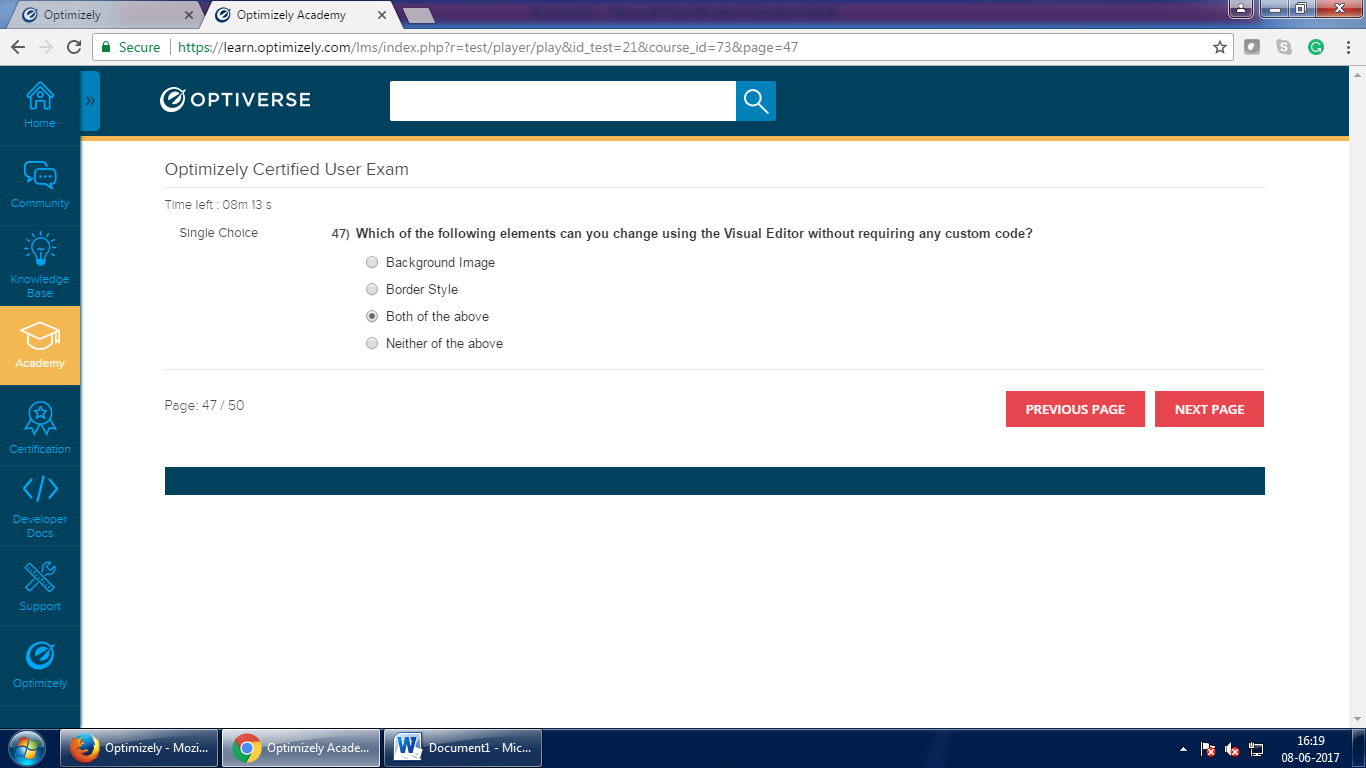 Optimizely
Optimizely Academy
Secure https://learn.optimizely.com/lms/index.php?r=test/player/play&id_test=21&course_id=73&page=47
Home
Community
Knowledge
Base
Academy
Certification
Developer
Docs
Support
Optimizely
OPTIVERSE
Optimizely Certified User Exam
Time left : 08m 13 s
Single Choice
47) Which of the following elements can you change using the Visual Editor without requiring any custom code?
Background Image
Border Style
Both of the above
Neither of the above
Page: 47 / 50
PREVIOUS PAGE
NEXT PAGE
Optimizely - Mozi...
Optimizely Acade...
Document1 - Mic...
16:19
08-06-2017